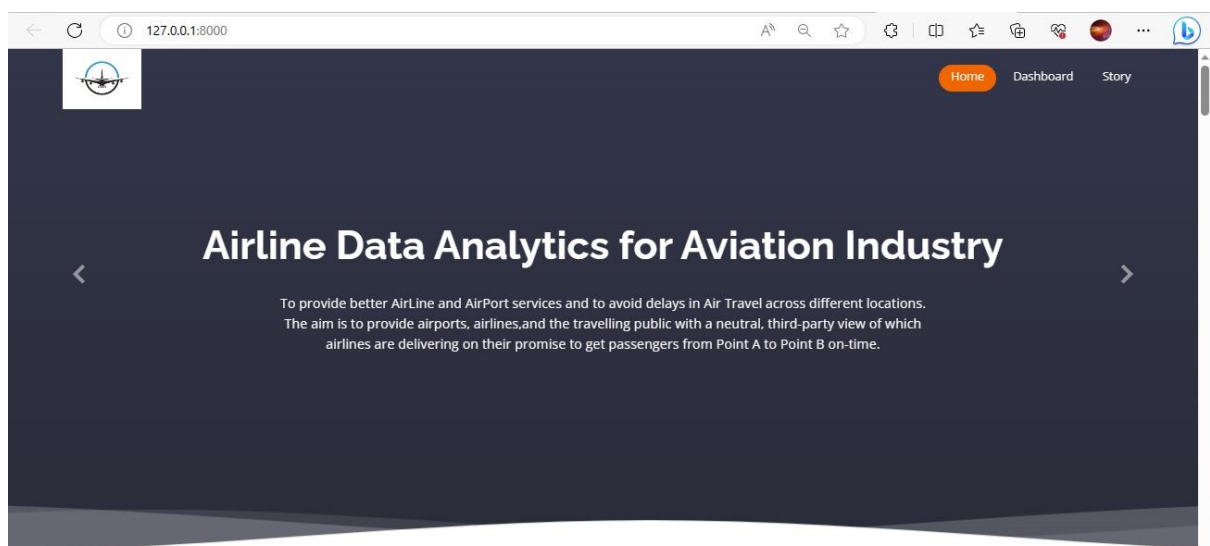 127.0.0.1:8000
Home Dashboard Story
Airline Data Analytics for Aviation Industry
To provide better AirLine and AirPort services and to avoid delays in Air Travel across different locations.
The aim is to provide airports, airlines,and the travelling public with a neutral, third-party view of which
airlines are delivering on their promise to get passengers from Point A to Point B on-time.